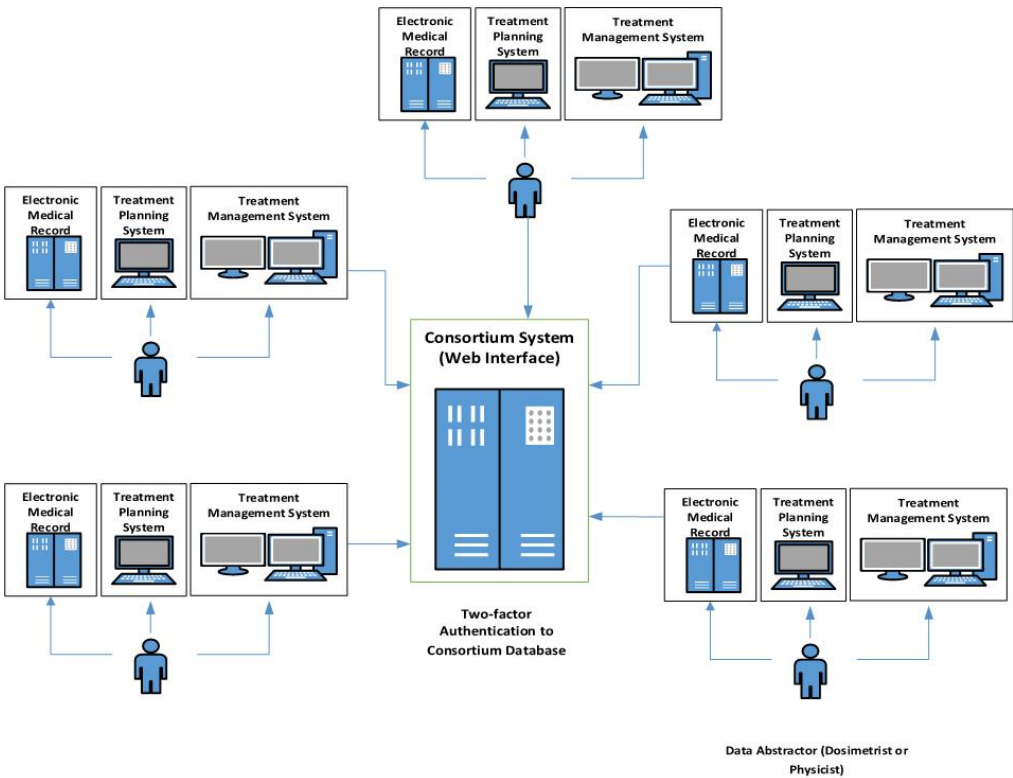 Electronic
Medical
Record
Treatment
Planning
System
Treatment
Management System
Electronic
Medical
Record
Treatment
Planning
System
Treatment
Management System
Electronic
Medical
Record
Treatment
Planning
System
Treatment
Management System
Consortium System
(Web Interface)
Electronic
Medical
Record
Treatment
Planning
System
Treatment
Management System
Electronic
Medical
Record
Treatment
Planning
System
Treatment
Management System
Two-factor
Authentication to
Consortium Database
Data Abstractor (Dosimetrist or
Physicist)